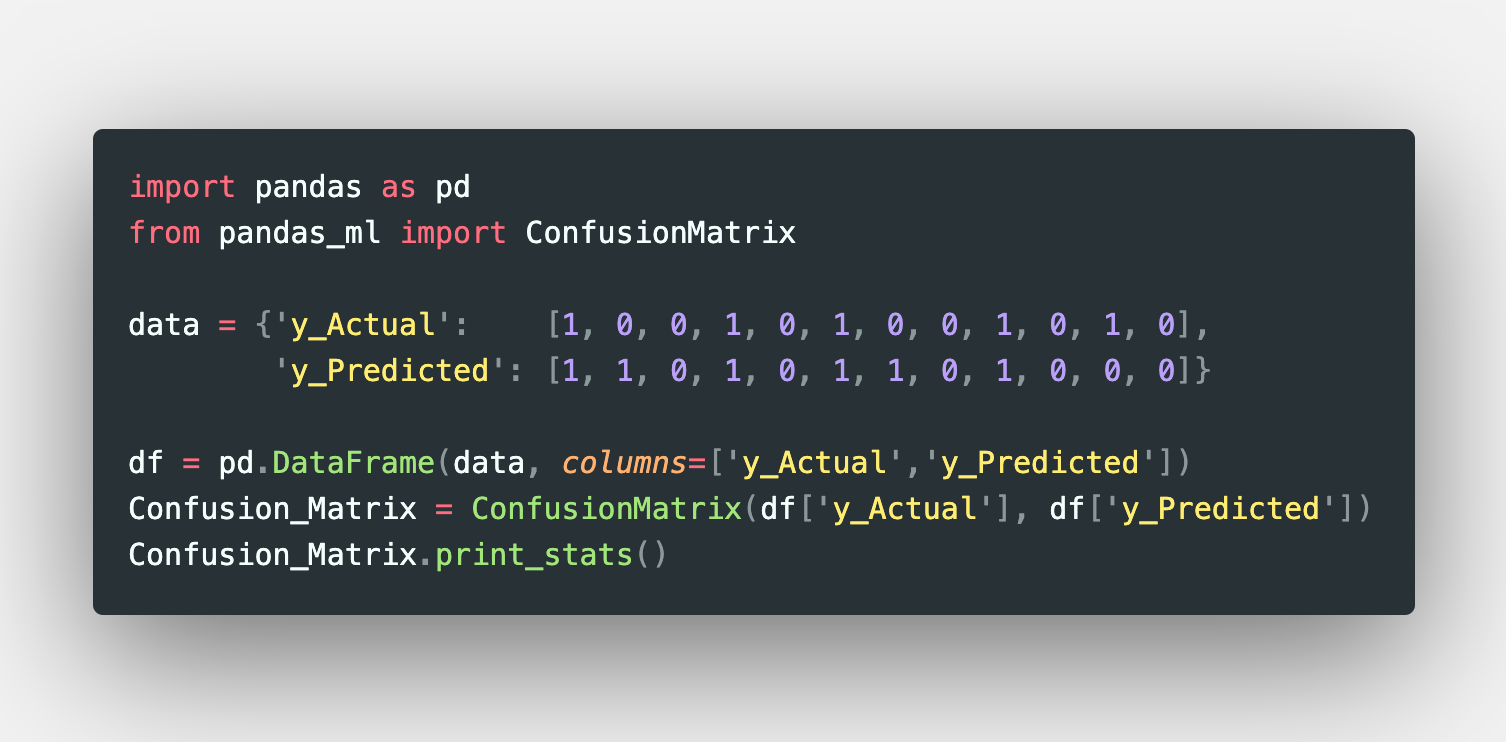 import pandas as pd
from pandas_ml import ConfusionMatrix
data = {'y_Actual':    [1, 0, 0, 1, 0, 1, 0, 0, 1, 0, 1, 0],
        'y_Predicted': [1, 1, 0, 1, 0, 1, 1, 0, 1, 0, 0, 0]}
df = pd.DataFrame(data, columns=['y_Actual','y_Predicted'])
Confusion_Matrix = ConfusionMatrix(df['y_Actual'], df['y_Predicted'])
Confusion_Matrix.print_stats()